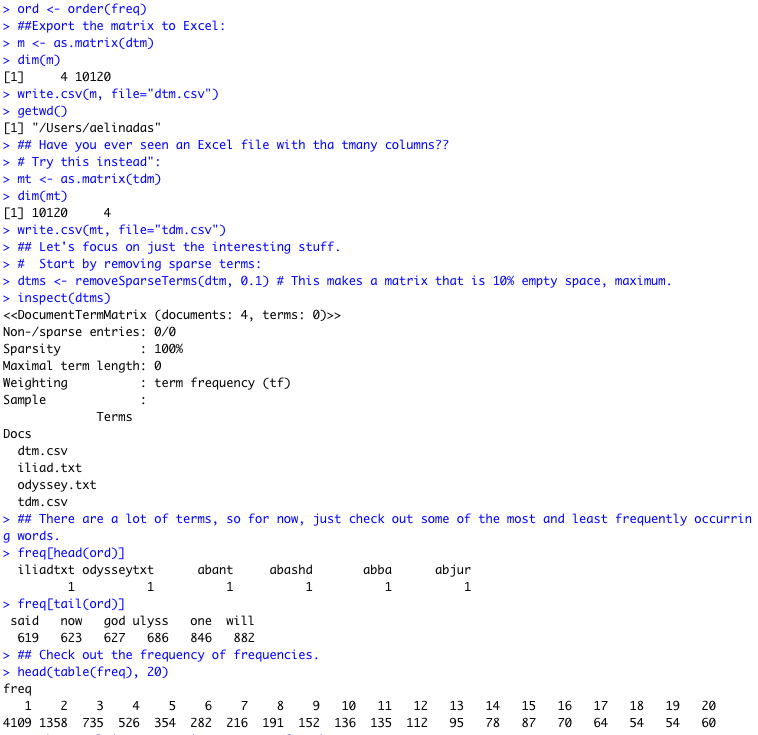 > ord <- order(freq)
> ##Export the matrix to Excel:
> m <- as.matrix(dtm)
> dim(m)
[1]     4 10120
> write.csv(m, file="dtm.csv")
> getwd()
[1] "/Users/aelinadas"
> ## Have you ever seen an Excel file with tha tmany columns??
> # Try this instead":
> mt <- as.matrix(tdm)
> dim(mt)
[1] 10120     4
> write.csv(mt, file="tdm.csv")
> ## Let's focus on just the interesting stuff.
> #  Start by removing sparse terms:
> dtms <- removeSparseTerms(dtm, 0.1) # This makes a matrix that is 10% empty space, maximum.
> inspect(dtms)
<<DocumentTermMatrix (documents: 4, terms: 0)>>
Non-/sparse entries: 0/0
Sparsity           : 100%
Maximal term length: 0
Weighting          : term frequency (tf)
Sample             :
            Terms
Docs
  dtm.csv
  iliad.txt
  odyssey.txt
  tdm.csv
> ## There are a lot of terms, so for now, just check out some of the most and least frequently occurrin
g words.
> freq[head(ord)]
  iliadtxt odysseytxt      abant     abashd       abba      abjur
         1          1          1          1          1          1
> freq[tail(ord)]
 said   now   god ulyss   one  will
  619   623   627   686   846   882
> ## Check out the frequency of frequencies.
> head(table(freq), 20)
freq
   1    2    3    4    5    6    7    8    9   10   11   12   13   14   15   16   17   18   19   20
4109 1358  735  526  354  282  216  191  152  136  135  112   95   78   87   70   64   54   54   60